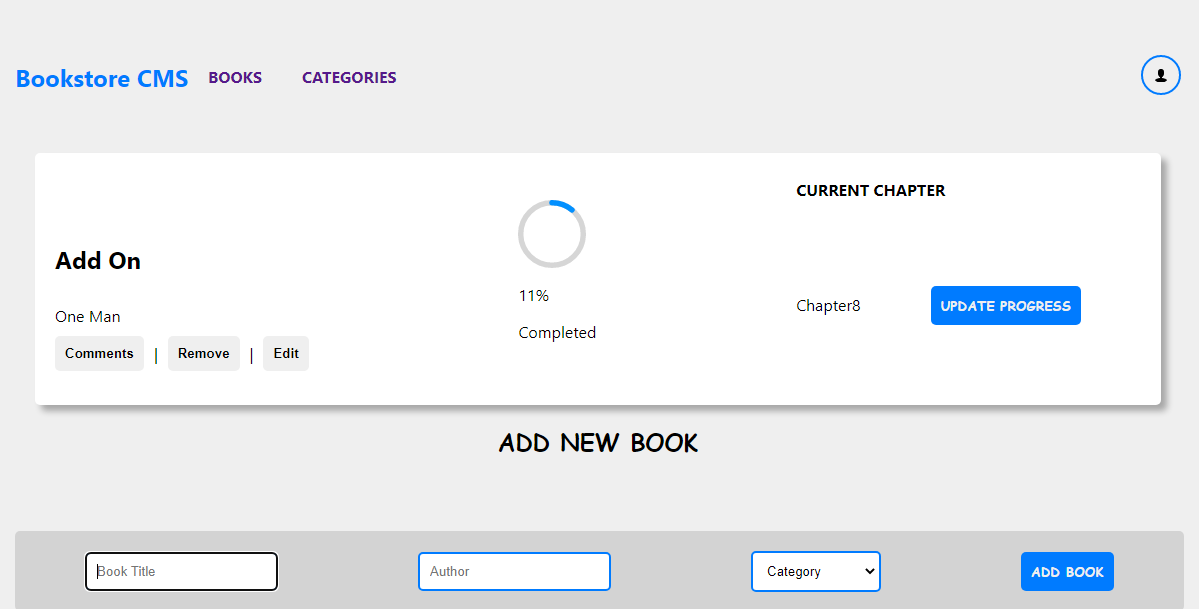 Bookstore CMS BOOKS CATEGORIES
Add On
One Man
Comments | Remove | Edit
11%
Completed
CURRENT CHAPTER
Chapter8 UPDATE PROGRESS
ADD NEW BOOK
Book Title Author Category ADD BOOK